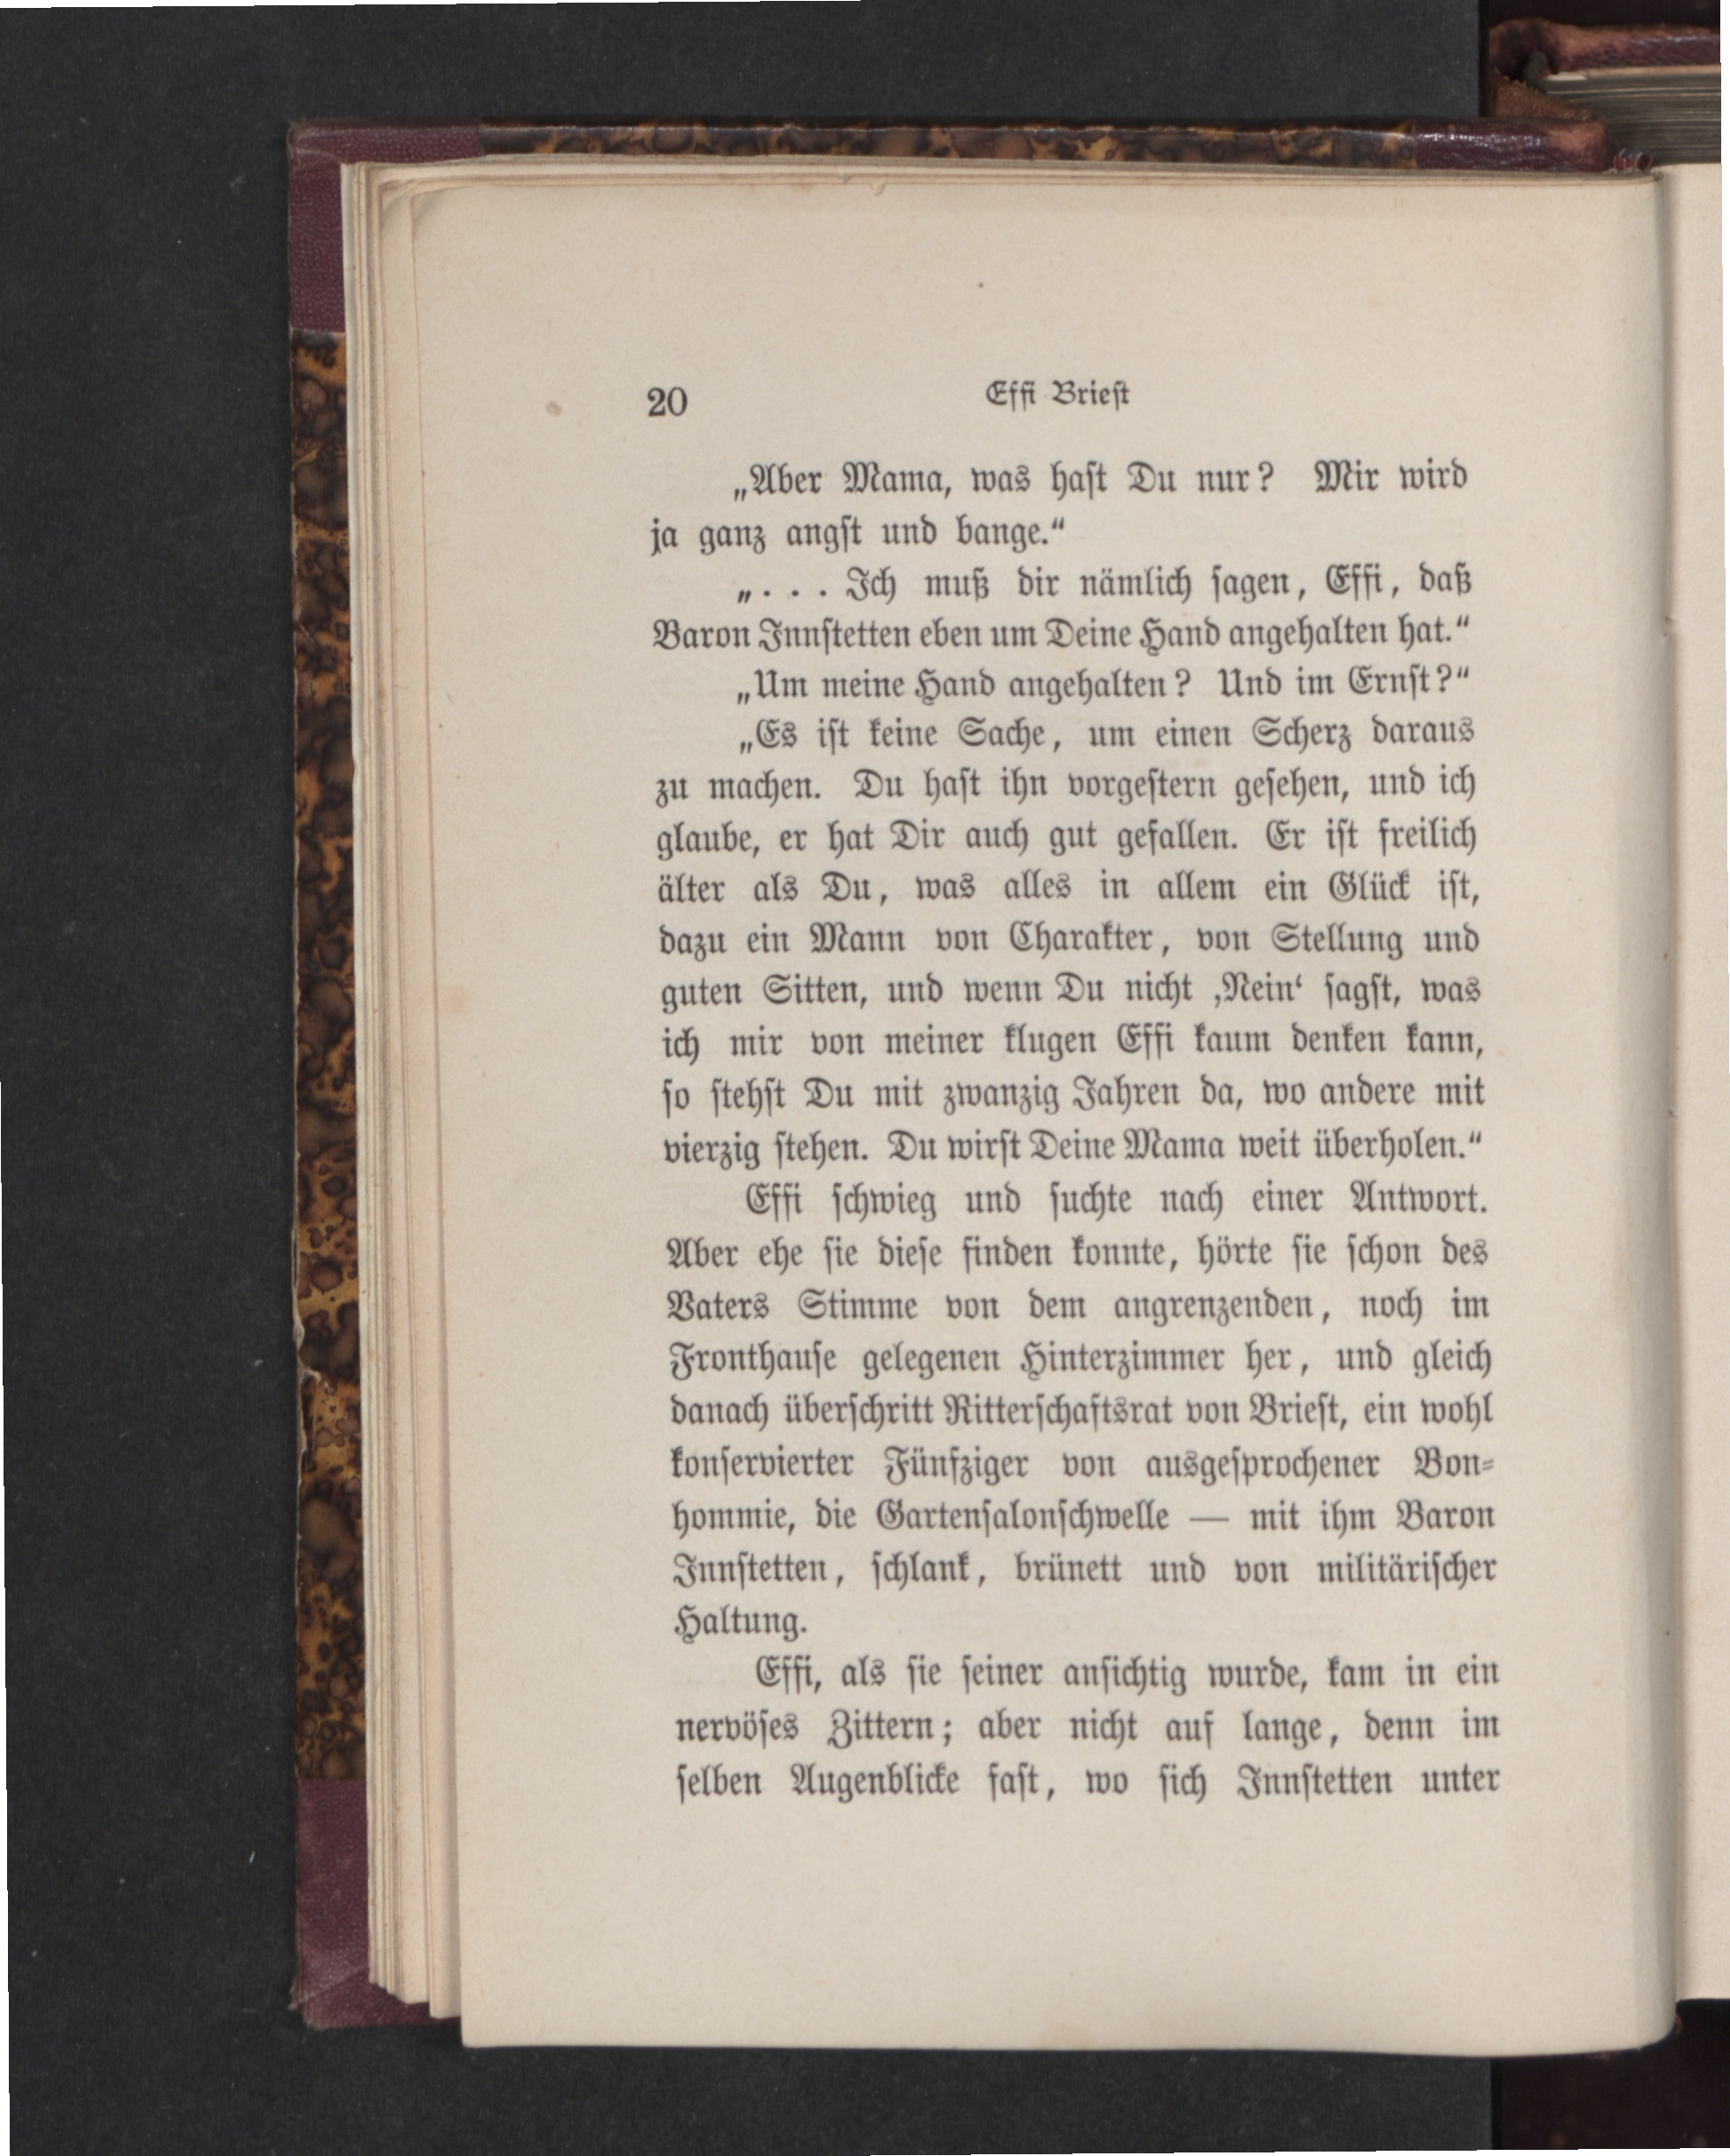 20
Effi Briest
„Aber Mama, was hast Du nur? Mir wird
ja ganz angst und bange.“
„. . . Ich muß dir nämlich sagen, Effi, daß
Baron Innstetten eben um Deine Hand angehalten hat.“
„Um meine Hand angehalten? Und im Ernst?“
„Es ist keine Sache, um einen Scherz daraus
zu machen. Du hast ihn vorgestern gesehen, und ich
glaube, er hat Dir auch gut gefallen. Er ist freilich
älter als Du, was alles in allem ein Glück ist,
dazu ein Mann von Charakter, von Stellung und
guten Sitten, und wenn Du nicht ‚Nein‘ sagst, was
ich mir von meiner klugen Effi kaum denken kann,
so stehst Du mit zwanzig Jahren da, wo andere mit
vierzig stehen. Du wirst Deine Mama weit überholen.“
Effi schwieg und suchte nach einer Antwort.
Aber ehe sie diese finden konnte, hörte sie schon des
Vaters Stimme von dem angrenzenden, noch im
Fronthause gelegenen Hinterzimmer her, und gleich
danach überschritt Ritterschaftsrat von Briest, ein wohl
konservierter Fünfziger von ausgesprochener Bon-
hommie, die Gartensalonschwelle — mit ihm Baron
Innstetten, schlank, brünett und von militärischer
Haltung.
Effi, als sie seiner ansichtig wurde, kam in ein
nervöses Zittern; aber nicht auf lange, denn im
selben Augenblicke fast, wo sich Innstetten unter